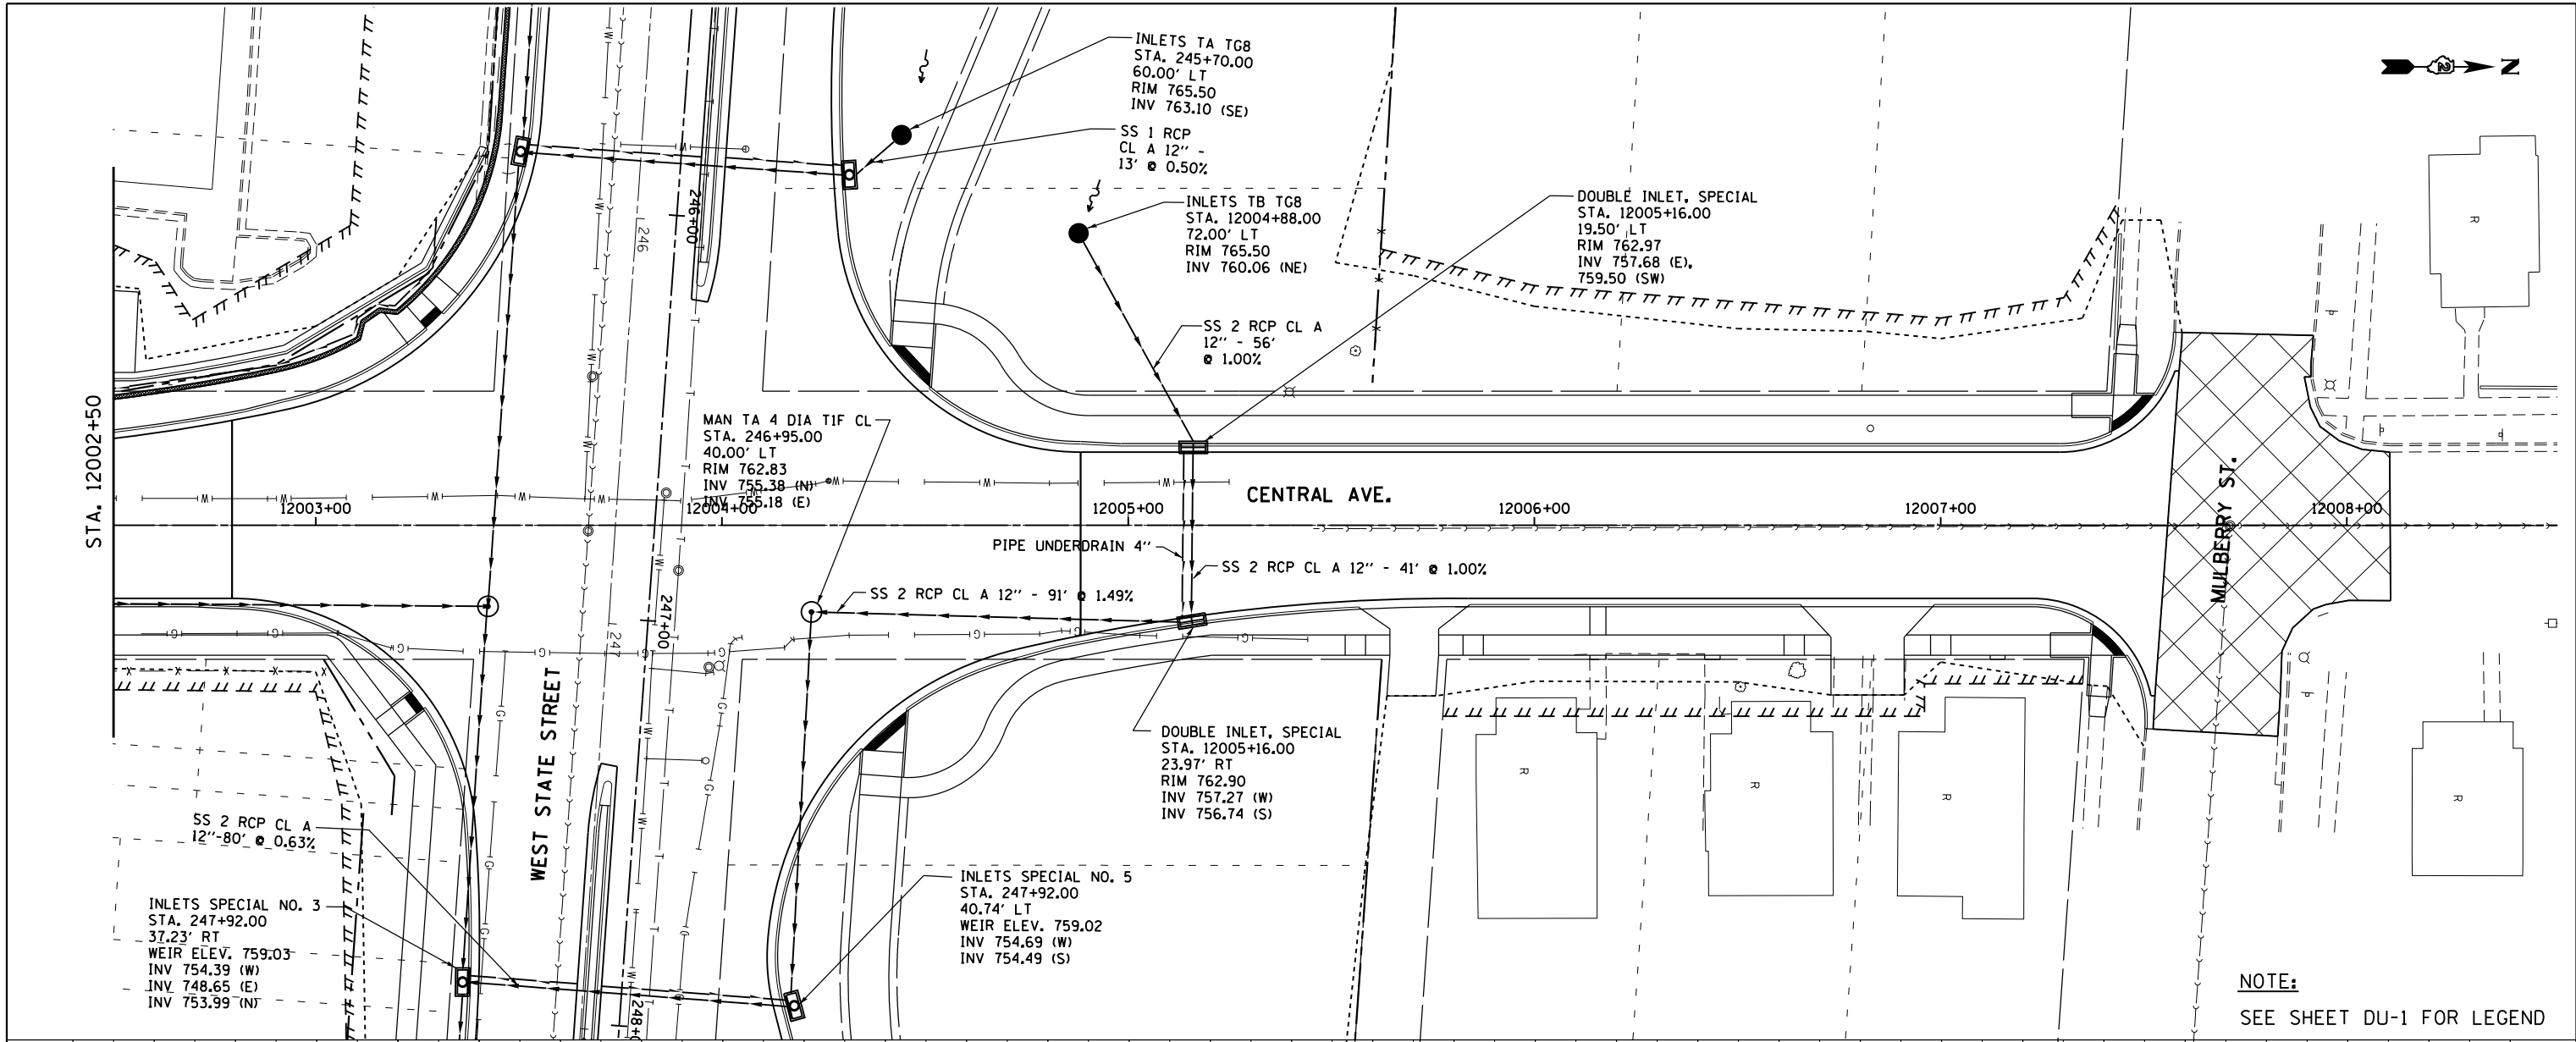 INLETS TA TG8
STA. 245+70.00
60.00' LT
RIM 765.50
INV 763.10 (SE)
SS 1 RCP
CL A 12" -
13' @ 0.50%
INLETS TB TG8
STA. 12004+88.00
72.00' LT
RIM 765.50
INV 760.06 (NE)
DOUBLE INLET, SPECIAL
STA. 12005+16.00
19.50' LT
RIM 762.97
INV 757.68 (E),
759.50 (SW)
N
2
R
246+00
246
SS 2 RCP CL A
12" - 56'
@ 1.00%
STA. 12002+50
MAN TA 4 DIA T1F CL
STA. 246+95.00
40.00' LT
RIM 762.83
INV 755.38 (N)
INV 755.18 (E)
CENTRAL AVE.
12003+00
12004+00
12005+00
12006+00
12007+00
12008+00
MULBERRY ST.
PIPE UNDERDRAIN 4"
SS 2 RCP CL A 12" - 41' @ 1.00%
SS 2 RCP CL A 12" - 91' @ 1.49%
247+00
247
WEST STATE STREET
DOUBLE INLET, SPECIAL
STA. 12005+16.00
23.97' RT
RIM 762.90
INV 757.27 (W)
INV 756.74 (S)
R
R
R
R
SS 2 RCP CL A
12"-80' @ 0.63%
INLETS SPECIAL NO. 3
STA. 247+92.00
37.23' RT
WEIR ELEV. 759.03
INV 754.39 (W)
INV 748.65 (E)
INV 753.99 (N)
INLETS SPECIAL NO. 5
STA. 247+92.00
40.74' LT
WEIR ELEV. 759.02
INV 754.69 (W)
INV 754.49 (S)
NOTE:
SEE SHEET DU-1 FOR LEGEND